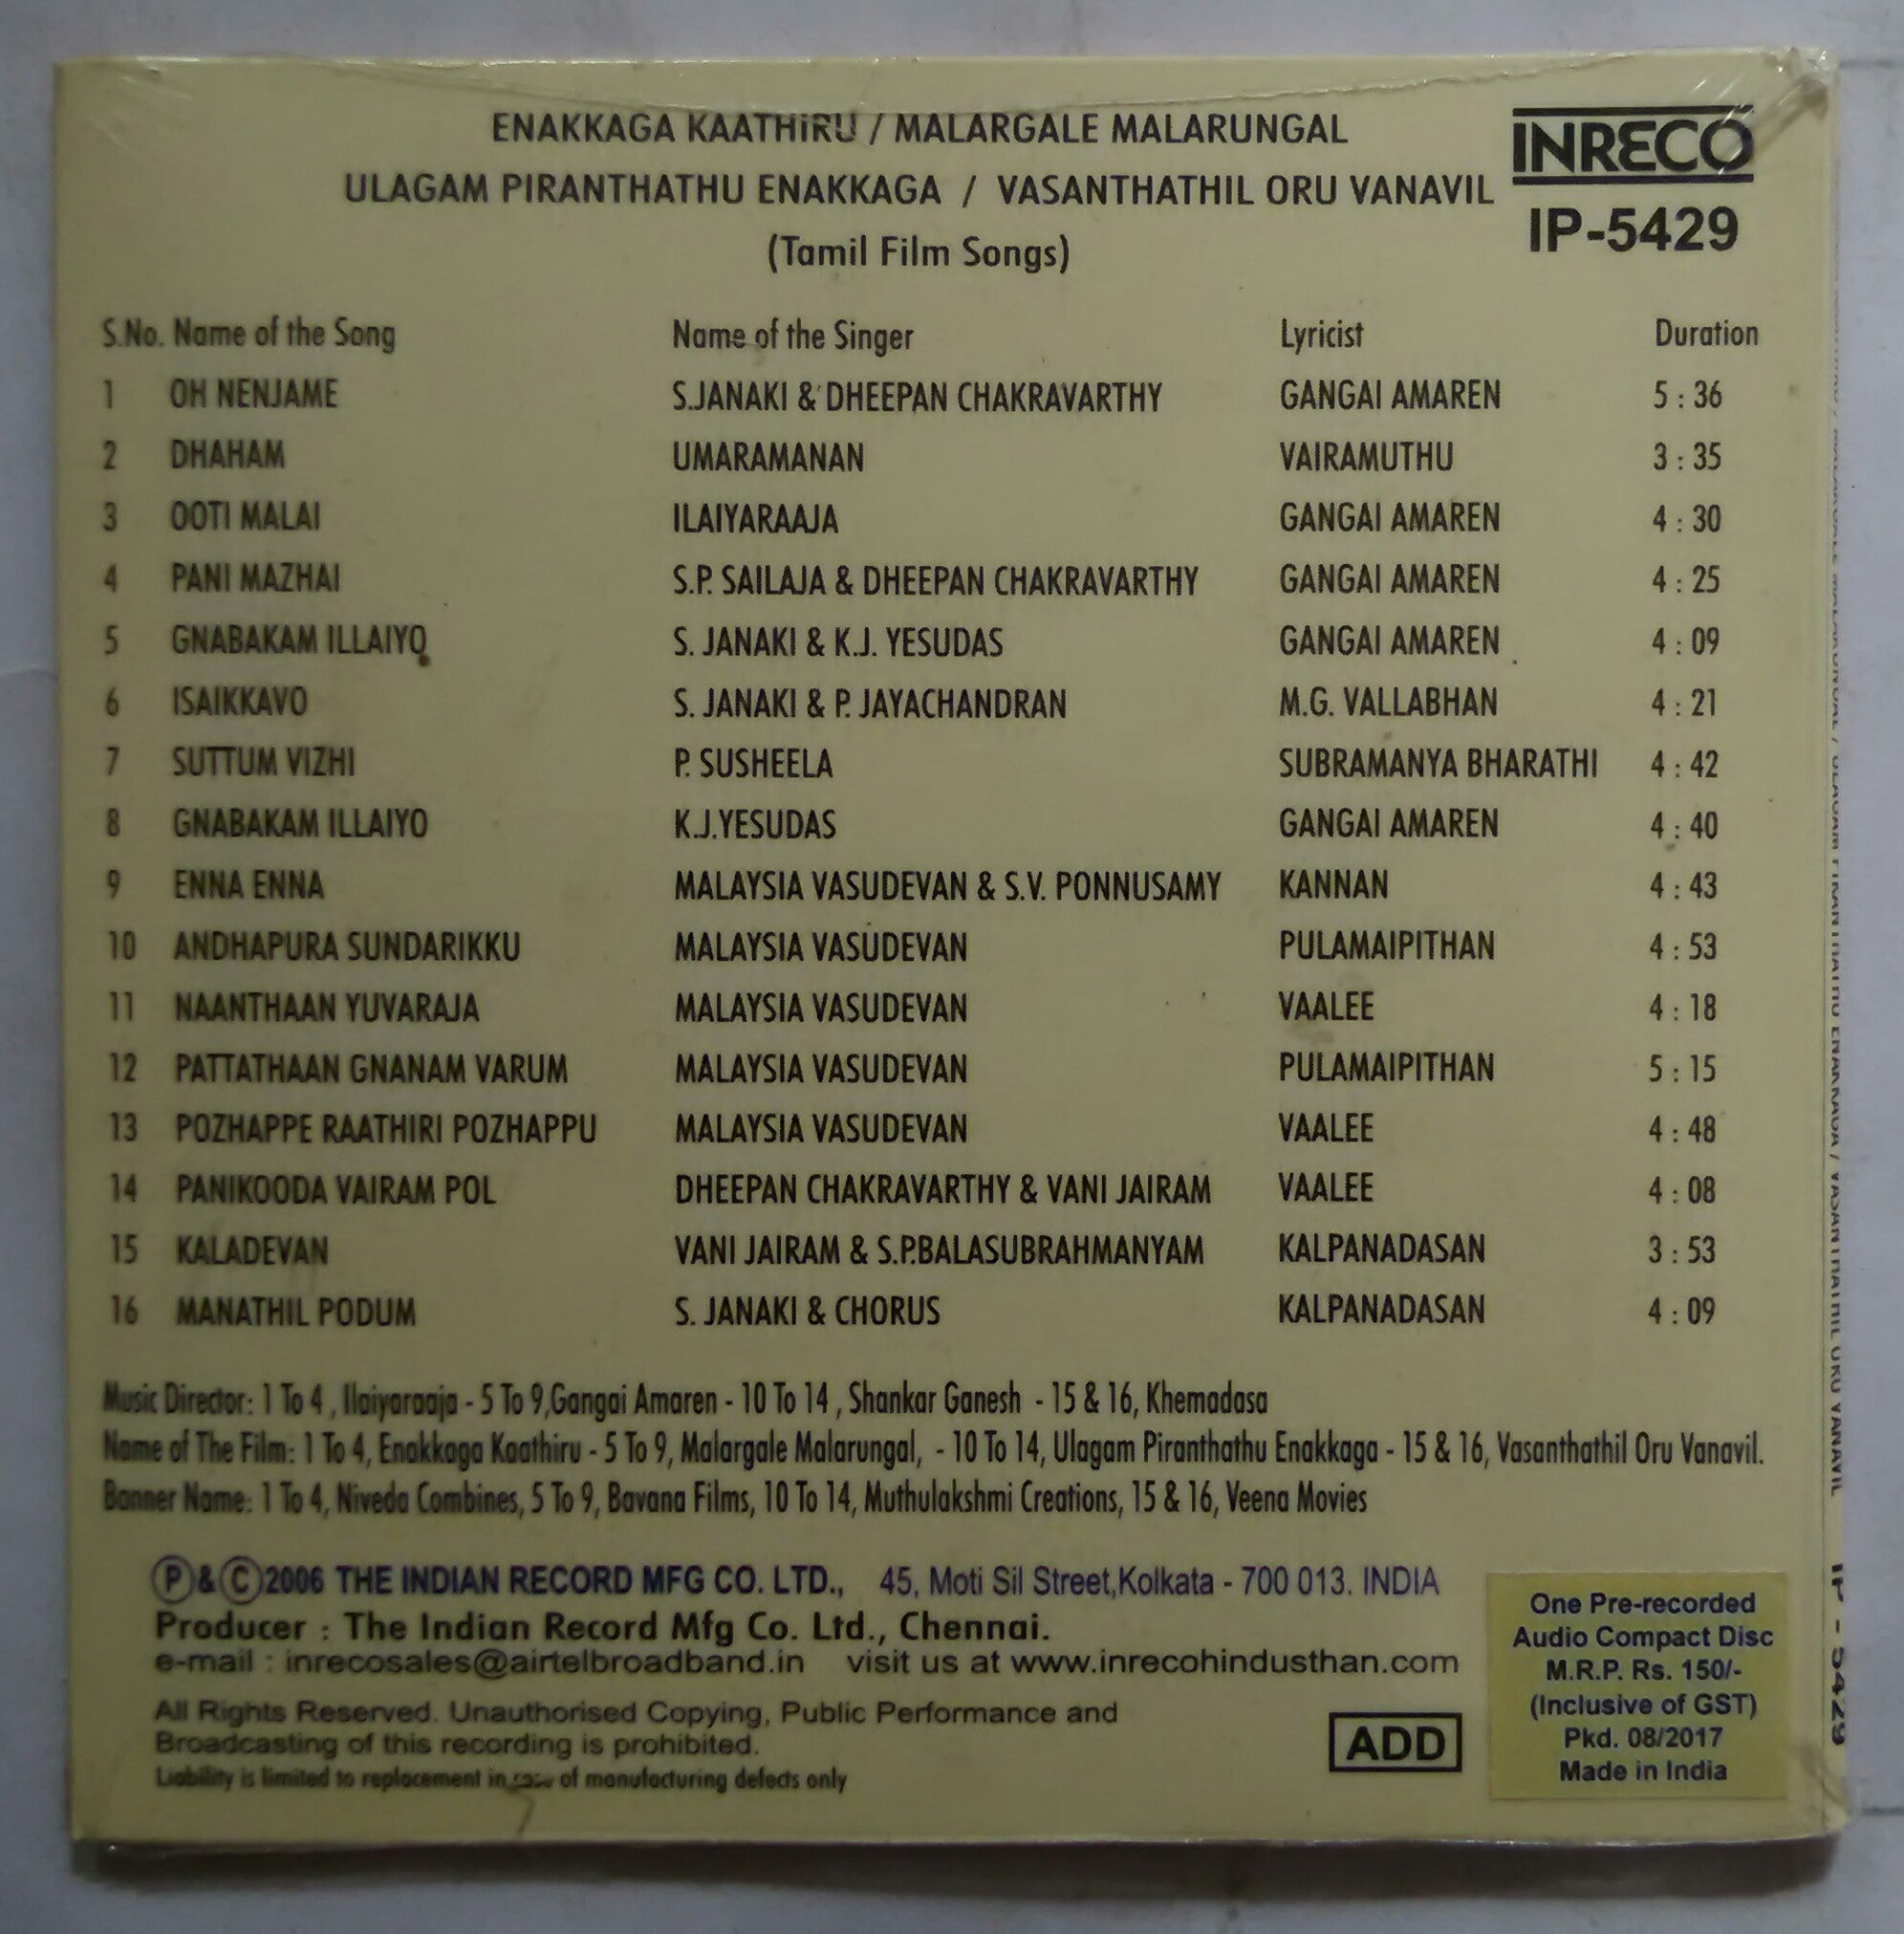 ENAKKAGA KAATHIRU / MALARGALE MALARUNGAL
ULAGAM PIRANTHATHU ENAKKAGA / VASANTHATHIL ORU VANAVIL
(Tamil Film Songs)
INRECO
IP-5429
S.No. Name of the Song Name of the Singer Lyricist Duration
1 OH NENJAME S.JANAKI & DHEEPAN CHAKRAVARTHY GANGAI AMAREN 5 : 36
2 DHAHAM UMARAMANAN VAIRAMUTHU 3 : 35
3 OOTI MALAI ILAIYARAAJA GANGAI AMAREN 4 : 30
4 PANI MAZHAI S.P. SAILAJA & DHEEPAN CHAKRAVARTHY GANGAI AMAREN 4 : 25
5 GNABAKAM ILLAIYO S. JANAKI & K.J. YESUDAS GANGAI AMAREN 4 : 09
6 ISAIKKAVO S. JANAKI & P. JAYACHANDRAN M.G. VALLABHAN 4 : 21
7 SUTTUM VIZHI P. SUSHEELA SUBRAMANYA BHARATHI 4 : 42
8 GNABAKAM ILLAIYO K.J.YESUDAS GANGAI AMAREN 4 : 40
9 ENNA ENNA MALAYSIA VASUDEVAN & S.V. PONNUSAMY KANNAN 4 : 43
10 ANDHAPURA SUNDARIKKU MALAYSIA VASUDEVAN PULAMAIPITHAN 4 : 53
11 NAANTHAAN YUVARAJA MALAYSIA VASUDEVAN VAALEE 4 : 18
12 PATTATHAAN GNANAM VARUM MALAYSIA VASUDEVAN PULAMAIPITHAN 5 : 15
13 POZHAPPE RAATHIRI POZHAPPU MALAYSIA VASUDEVAN VAALEE 4 : 48
14 PANIKOODA VAIRAM POL DHEEPAN CHAKRAVARTHY & VANI JAIRAM VAALEE 4 : 08
15 KALADEVAN VANI JAIRAM & S.P.BALASUBRAHMANYAM KALPANADASAN 3 : 53
16 MANATHIL PODUM S. JANAKI & CHORUS KALPANADASAN 4 : 09
Music Director: 1 To 4 , Ilaiyaraaja - 5 To 9,Gangai Amaren - 10 To 14 , Shankar Ganesh - 15 & 16, Khemadasa
Name of The Film: 1 To 4, Enakkaga Kaathiru - 5 To 9, Malargale Malarungal, - 10 To 14, Ulagam Piranthathu Enakkaga - 15 & 16, Vasanthathil Oru Vanavil.
Banner Name: 1 To 4, Niveda Combines, 5 To 9, Bavana Films, 10 To 14, Muthulakshmi Creations, 15 & 16, Veena Movies
Ⓟ&Ⓒ2006 THE INDIAN RECORD MFG CO. LTD., 45, Moti Sil Street,Kolkata - 700 013. INDIA
Producer : The Indian Record Mfg Co. Ltd., Chennai.
e-mail : inrecosales@airtelbroadband.in visit us at www.inrecohindusthan.com
All Rights Reserved. Unauthorised Copying, Public Performance and
Broadcasting of this recording is prohibited.
Liability is limited to replacement in case of manufacturing defects only
ADD
One Pre-recorded
Audio Compact Disc
M.R.P. Rs. 150/-
(Inclusive of GST)
Pkd. 08/2017
Made in India
VASANTHATHIL ORU VANAVIL IP - 5429